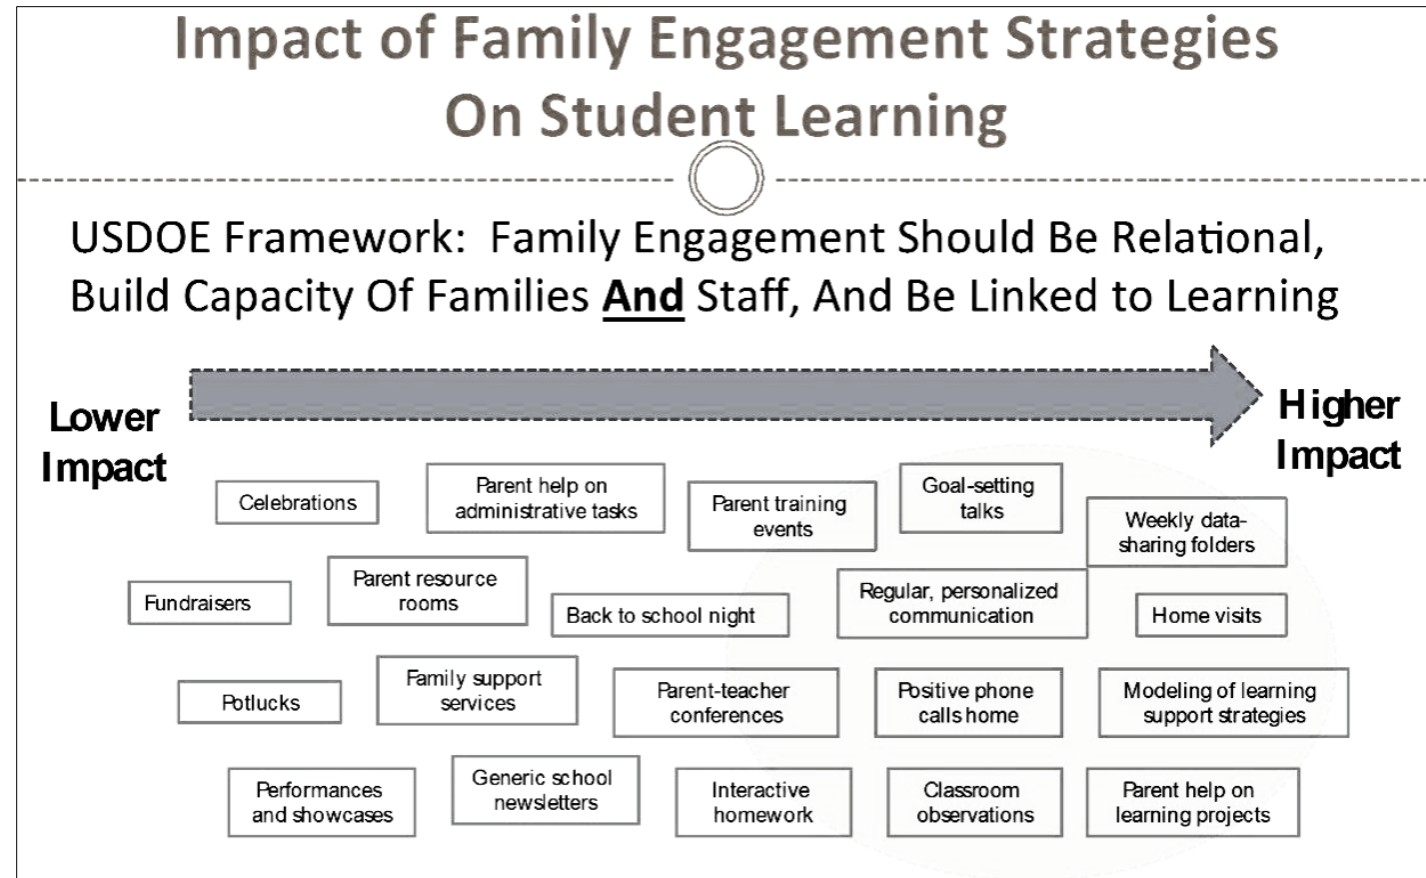 Impact of Family Engagement Strategies
On Student Learning
USDOE Framework:  Family Engagement Should Be Relational,
Build Capacity Of Families And Staff, And Be Linked to Learning
Lower
Impact
Higher
Impact
Celebrations
Parent help on
administrative tasks
Parent training
events
Goal-setting
talks
Weekly data-
sharing folders
Fundraisers
Parent resource
rooms
Back to school night
Regular, personalized
communication
Home visits
Potlucks
Family support
services
Parent-teacher
conferences
Positive phone
calls home
Modeling of learning
support strategies
Performances
and showcases
Generic school
newsletters
Interactive
homework
Classroom
observations
Parent help on
learning projects